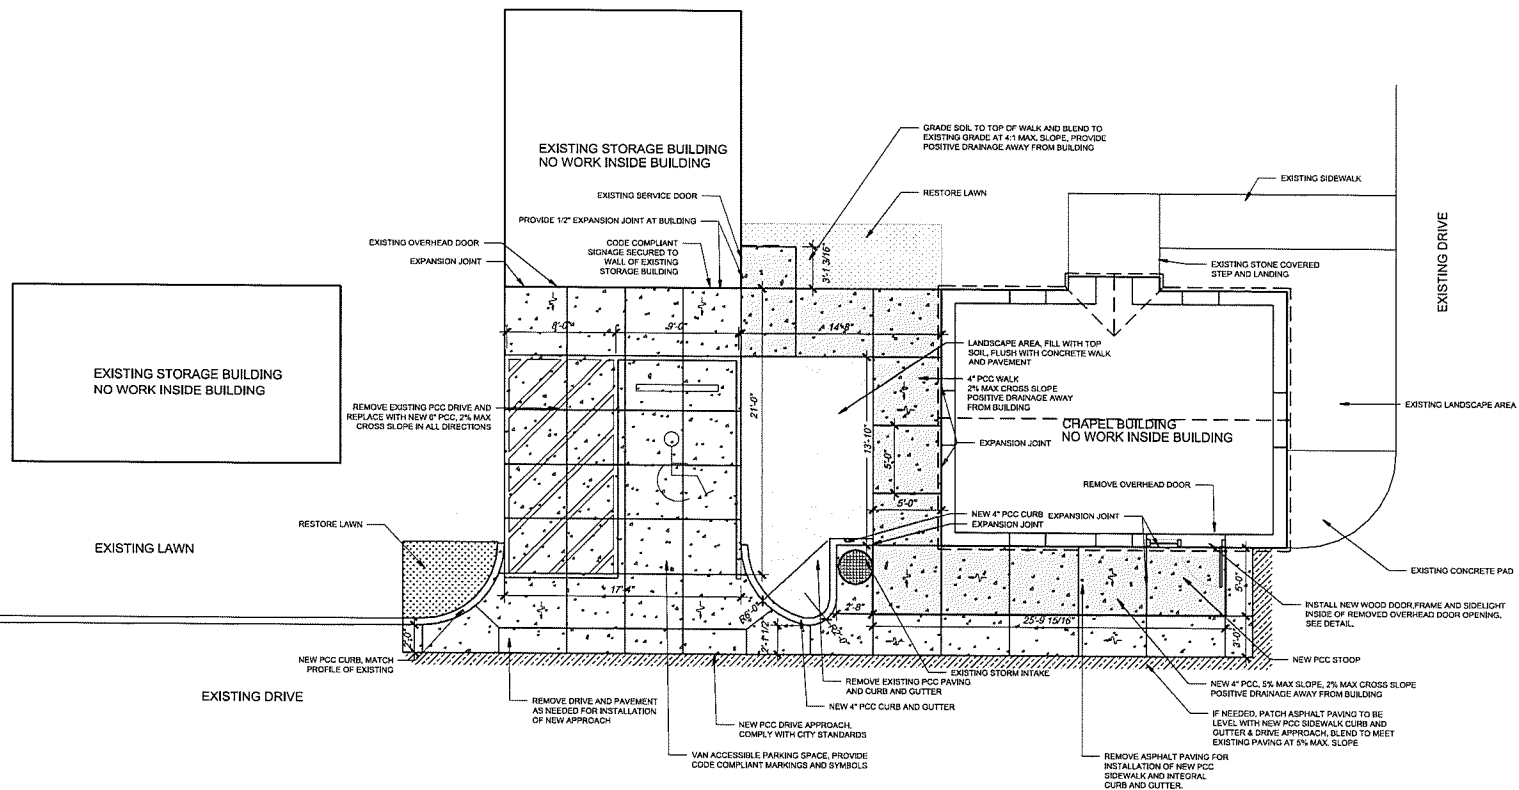 GRADE SOIL TO TOP OF WALK AND BLEND TO
EXISTING GRADE AT 4:1 MAX. SLOPE, PROVIDE
POSITIVE DRAINAGE AWAY FROM BUILDING
EXISTING STORAGE BUILDING
NO WORK INSIDE BUILDING
EXISTING SIDEWALK
RESTORE LAWN
EXISTING SERVICE DOOR
PROVIDE 1/2" EXPANSION JOINT AT BUILDING
EXISTING OVERHEAD DOOR
EXPANSION JOINT
CODE COMPLIANT
SIGNAGE SECURED TO
WALL OF EXISTING
STORAGE BUILDING
3'-1 3/16"
EXISTING STONE COVERED
STEP AND LANDING
EXISTING DRIVE
8'-0"
9'-0"
14'-8"
LANDSCAPE AREA, FILL WITH TOP
SOIL, FLUSH WITH CONCRETE WALK
AND PAVEMENT
EXISTING STORAGE BUILDING
NO WORK INSIDE BUILDING
4" PCC WALK
2% MAX CROSS SLOPE
POSITIVE DRAINAGE AWAY
FROM BUILDING
REMOVE EXISTING PCC DRIVE AND
REPLACE WITH NEW 6" PCC, 2% MAX
CROSS SLOPE IN ALL DIRECTIONS
21'-0"
EXISTING LANDSCAPE AREA
CHAPEL BUILDING
NO WORK INSIDE BUILDING
EXPANSION JOINT
13'-10"
5'-0"
REMOVE OVERHEAD DOOR
5'-0"
NEW 4" PCC CURB
EXPANSION JOINT
EXPANSION JOINT
RESTORE LAWN
EXISTING LAWN
EXISTING CONCRETE PAD
17'-4"
R5'-0"
2'-8"
25'-9 15/16"
5'-0"
INSTALL NEW WOOD DOOR,FRAME AND SIDELIGHT
INSIDE OF REMOVED OVERHEAD DOOR OPENING.
SEE DETAIL.
2'-1 1/2"
3'-0"
NEW PCC CURB, MATCH
PROFILE OF EXISTING
NEW PCC STOOP
EXISTING STORM INTAKE
REMOVE EXISTING PCC PAVING
AND CURB AND GUTTER
NEW 4" PCC, 5% MAX SLOPE, 2% MAX CROSS SLOPE
POSITIVE DRAINAGE AWAY FROM BUILDING
EXISTING DRIVE
REMOVE DRIVE AND PAVEMENT
AS NEEDED FOR INSTALLATION
OF NEW APPROACH
NEW 4" PCC CURB AND GUTTER
IF NEEDED, PATCH ASPHALT PAVING TO BE
LEVEL WITH NEW PCC SIDEWALK CURB AND
GUTTER & DRIVE APPROACH, BLEND TO MEET
EXISTING PAVING AT 5% MAX. SLOPE
NEW PCC DRIVE APPROACH,
COMPLY WITH CITY STANDARDS
VAN ACCESSIBLE PARKING SPACE, PROVIDE
CODE COMPLIANT MARKINGS AND SYMBOLS
REMOVE ASPHALT PAVING FOR
INSTALLATION OF NEW PCC
SIDEWALK AND INTEGRAL
CURB AND GUTTER.